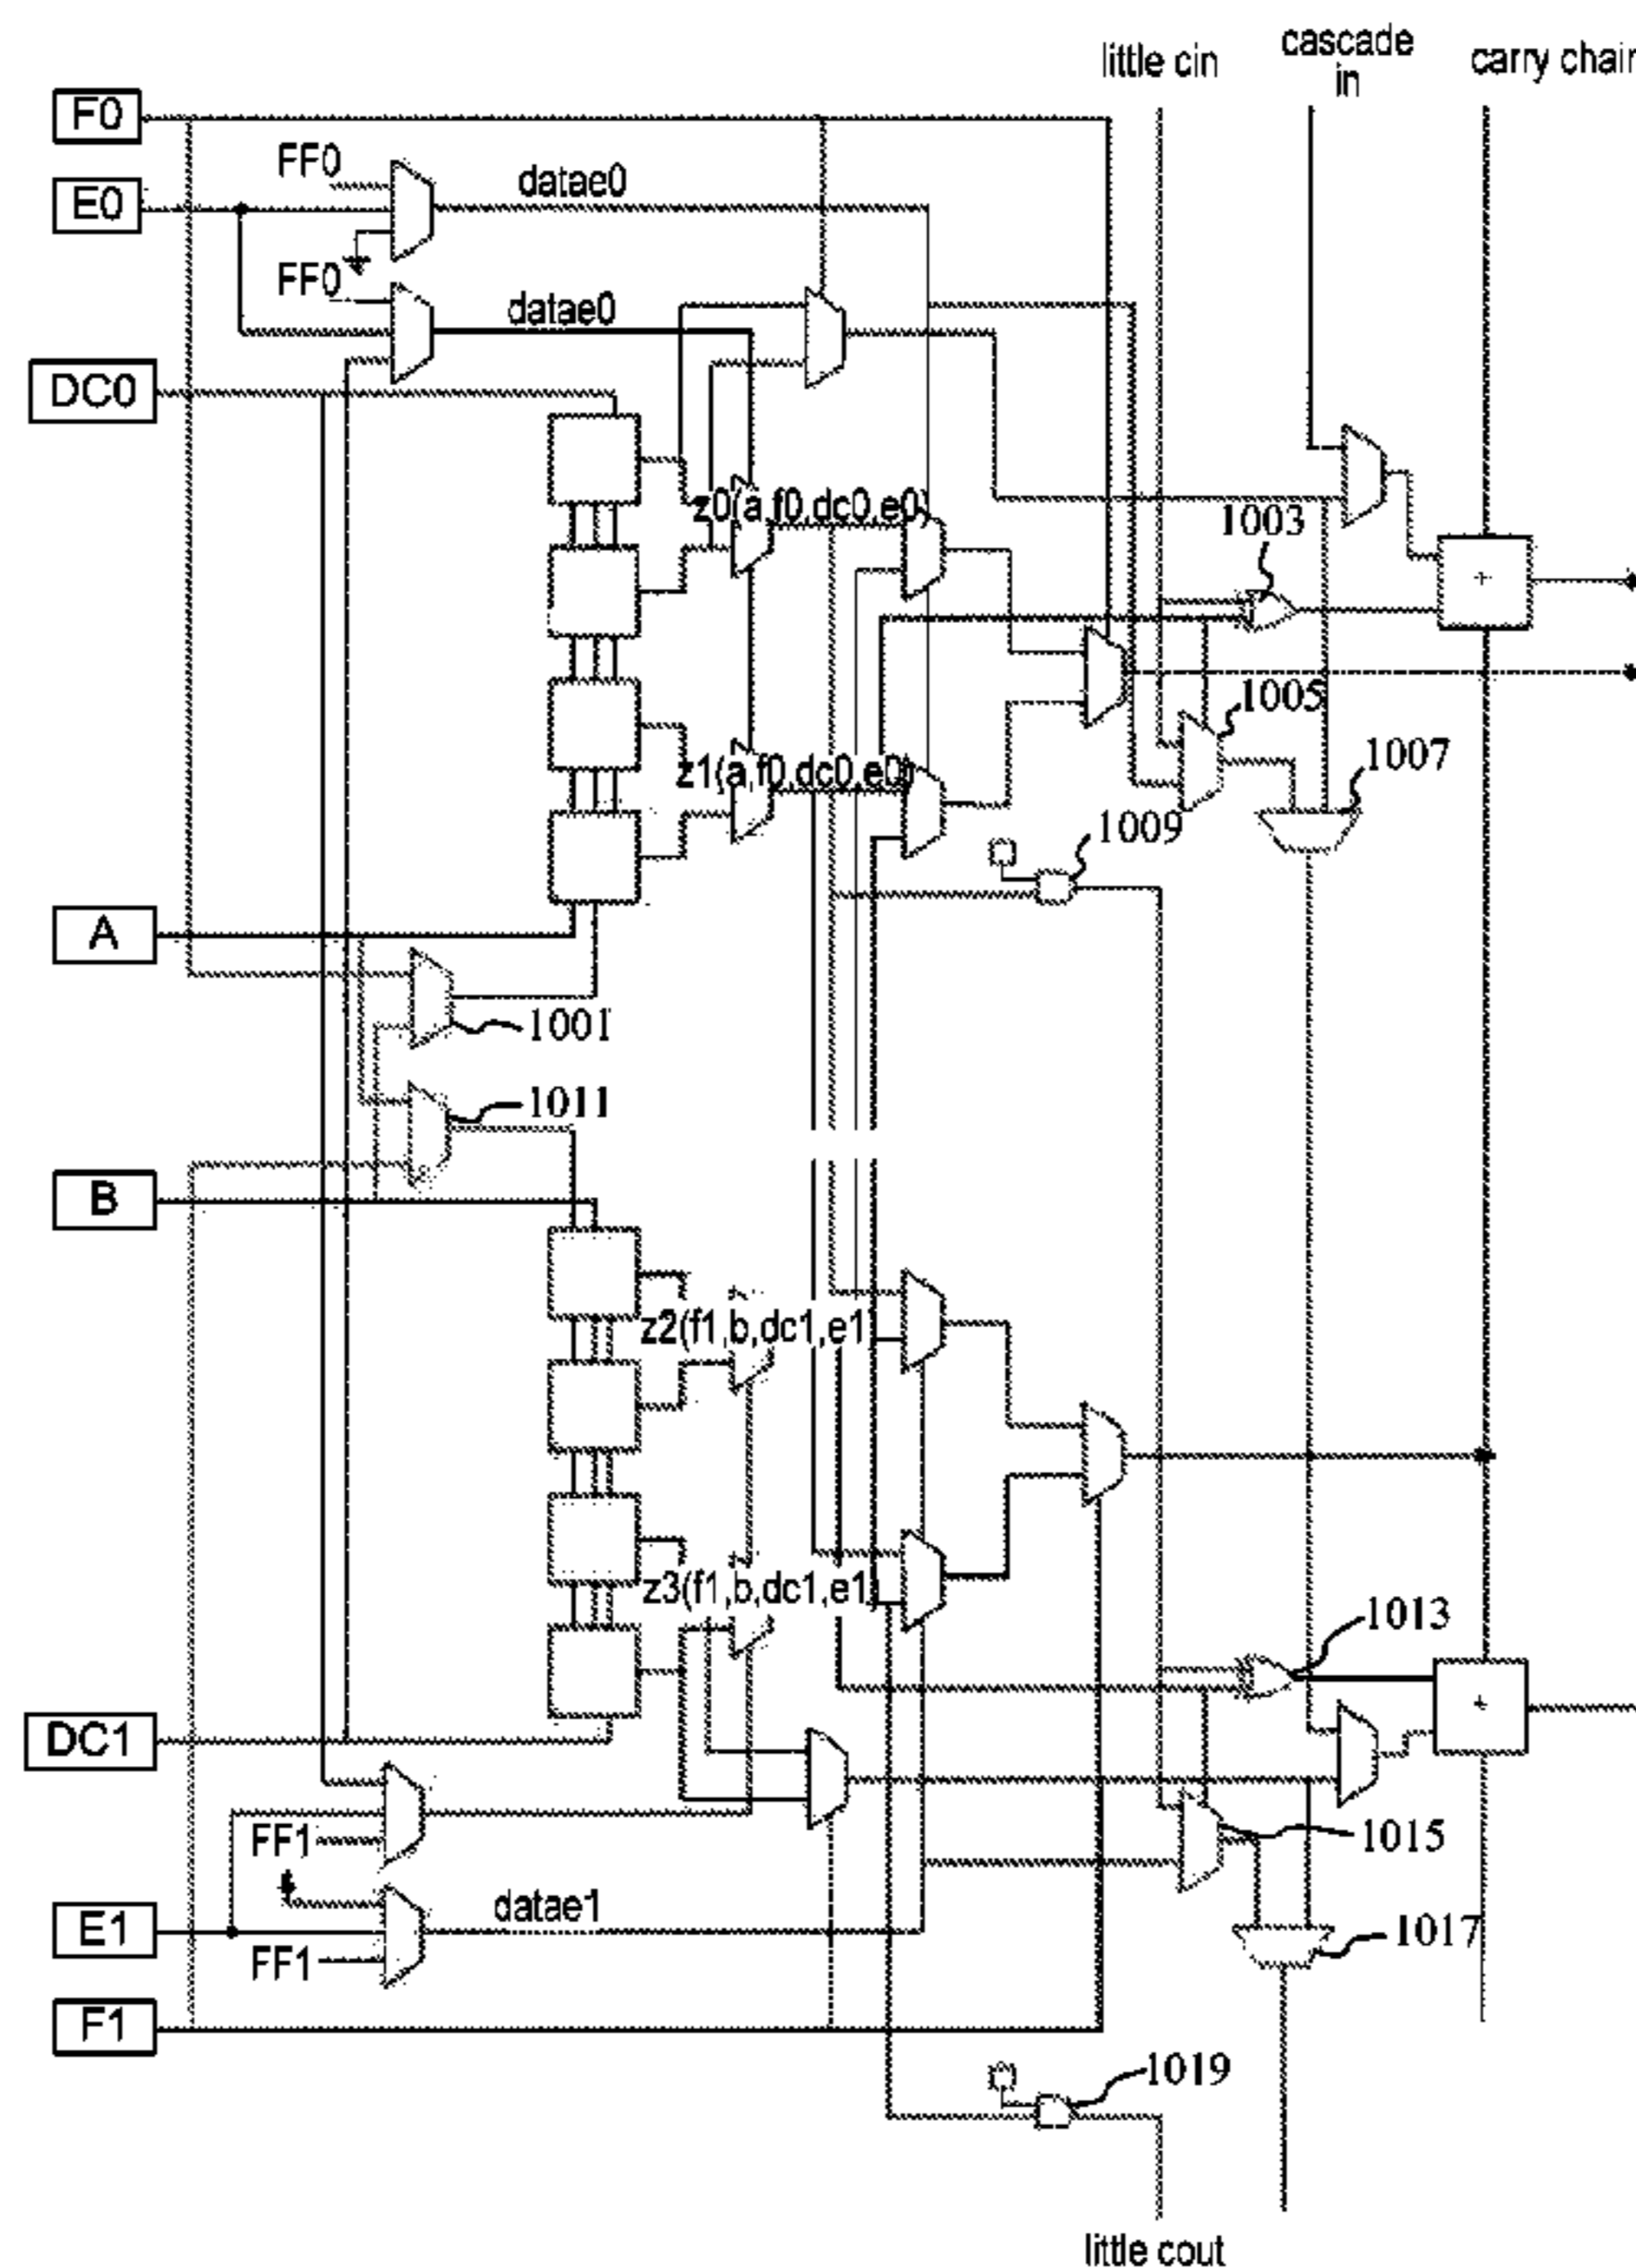 little cin
cascade
in
carry chain
F0
FF0
E0
datae0
FF0
datae0
DC0
z0(a,f0,dc0,e0)
1003
+
1005
z1(a,f0,dc0,e0)
1007
1009
A
1001
1011
B
z2(f1,b,dc1,e1)
z3(f1,b,dc1,e1)
1013
+
DC1
FF1
1015
E1
datae1
FF1
1017
F1
1019
little cout